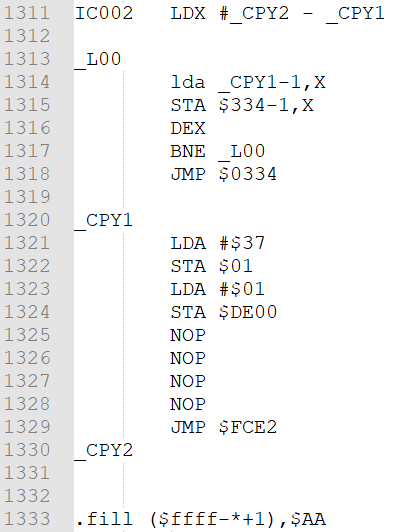 1311 IC002 LDX #_CPY2 - _CPY1
1312
1313 _L00
1314 lda _CPY1-1,X
1315 STA $334-1,X
1316 DEX
1317 BNE _L00
1318 JMP $0334
1319
1320 _CPY1
1321 LDA #$37
1322 STA $01
1323 LDA #$01
1324 STA $DE00
1325 NOP
1326 NOP
1327 NOP
1328 NOP
1329 JMP $FCE2
1330 _CPY2
1331
1332
1333 .fill ($ffff-*+1),$AA